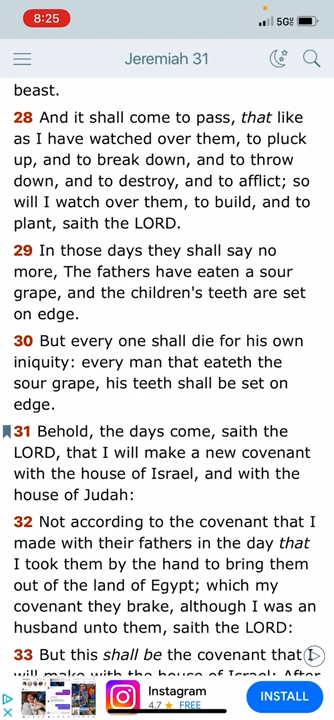 8:25
5G
Jeremiah 31
beast.
28 And it shall come to pass, that like
as I have watched over them, to pluck
up, and to break down, and to throw
down, and to destroy, and to afflict; so
will I watch over them, to build, and to
plant, saith the LORD.
29 In those days they shall say no
more, The fathers have eaten a sour
grape, and the children's teeth are set
on edge.
30 But every one shall die for his own
iniquity: every man that eateth the
sour grape, his teeth shall be set on
edge.
31 Behold, the days come, saith the
LORD, that I will make a new covenant
with the house of Israel, and with the
house of Judah:
32 Not according to the covenant that I
made with their fathers in the day that
I took them by the hand to bring them
out of the land of Egypt; which my
covenant they brake, although I was an
husband unto them, saith the LORD:
33 But this shall be the covenant that I
will make with the house of Israel; After
Instagram
4.7 ★ FREE
INSTALL